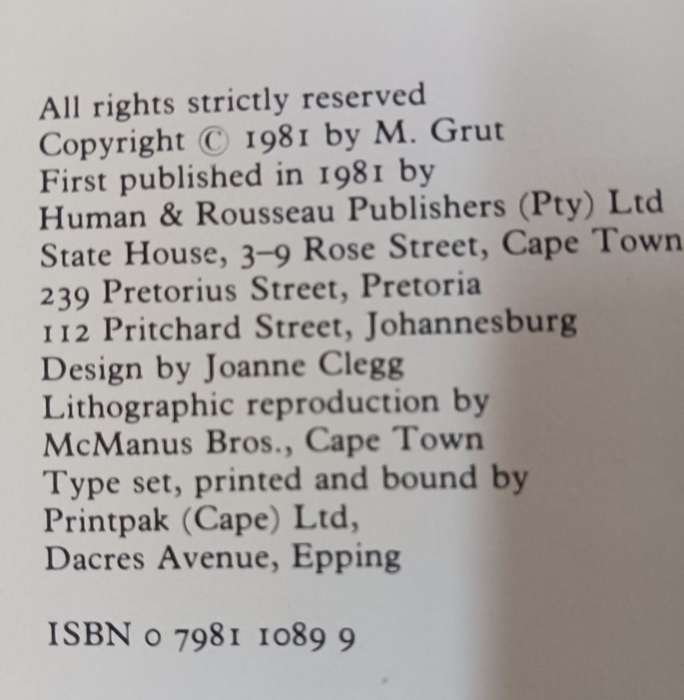 All rights strictly reserved
Copyright © 1981 by M. Grut
First published in 1981 by
Human & Rousseau Publishers (Pty) Ltd
State House, 3–9 Rose Street, Cape Town
239 Pretorius Street, Pretoria
112 Pritchard Street, Johannesburg
Design by Joanne Clegg
Lithographic reproduction by
McManus Bros., Cape Town
Type set, printed and bound by
Printpak (Cape) Ltd,
Dacres Avenue, Epping
ISBN 0 7981 1089 9